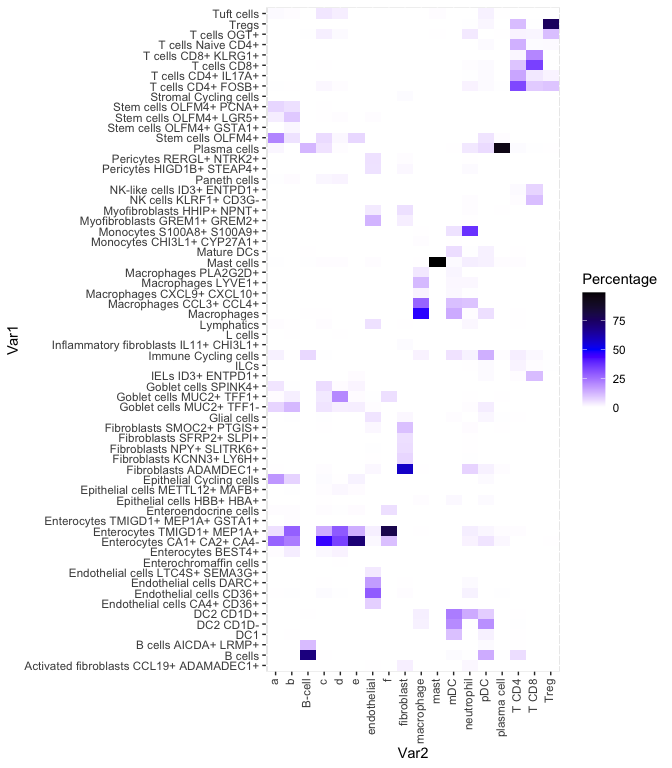 Tuft cells
Tregs
T cells OGT+
T cells Naive CD4+
T cells CD8+ KLRG1+
T cells CD8+
T cells CD4+ IL17A+
T cells CD4+ FOSB+
Stromal Cycling cells
Stem cells OLFM4+ PCNA+
Stem cells OLFM4+ LGR5+
Stem cells OLFM4+ GSTA1+
Stem cells OLFM4+
Plasma cells
Pericytes RERGL+ NTRK2+
Pericytes HIGD1B+ STEAP4+
Paneth cells
NK-like cells ID3+ ENTPD1+
NK cells KLRF1+ CD3G-
Myofibroblasts HHIP+ NPNT+
Myofibroblasts GREM1+ GREM2+
Monocytes S100A8+ S100A9+
Monocytes CHI3L1+ CYP27A1+
Mature DCs
Mast cells
Macrophages PLA2G2D+
Macrophages LYVE1+
Macrophages CXCL9+ CXCL10+
Macrophages CCL3+ CCL4+
Macrophages
Lymphatics
L cells
Inflammatory fibroblasts IL11+ CHI3L1+
Immune Cycling cells
ILCs
IELs ID3+ ENTPD1+
Goblet cells SPINK4+
Goblet cells MUC2+ TFF1+
Goblet cells MUC2+ TFF1-
Glial cells
Fibroblasts SMOC2+ PTGIS+
Fibroblasts SFRP2+ SLPI+
Fibroblasts NPY+ SLITRK6+
Fibroblasts KCNN3+ LY6H+
Fibroblasts ADAMDEC1+
Epithelial Cycling cells
Epithelial cells METTL12+ MAFB+
Epithelial cells HBB+ HBA+
Enteroendocrine cells
Enterocytes TMIGD1+ MEP1A+ GSTA1+
Enterocytes TMIGD1+ MEP1A+
Enterocytes CA1+ CA2+ CA4-
Enterocytes BEST4+
Enterochromaffin cells
Endothelial cells LTC4S+ SEMA3G+
Endothelial cells DARC+
Endothelial cells CD36+
Endothelial cells CA4+ CD36+
DC2 CD1D+
DC2 CD1D-
DC1
B cells AICDA+ LRMP+
B cells
Activated fibroblasts CCL19+ ADAMADEC1+
Var1
a
b
B-cell
c
d
e
endothelial
f
fibroblast
macrophage
mast
mDC
neutrophil
pDC
plasma cell
T CD4
T CD8
Treg
Var2
Percentage
75
50
25
0